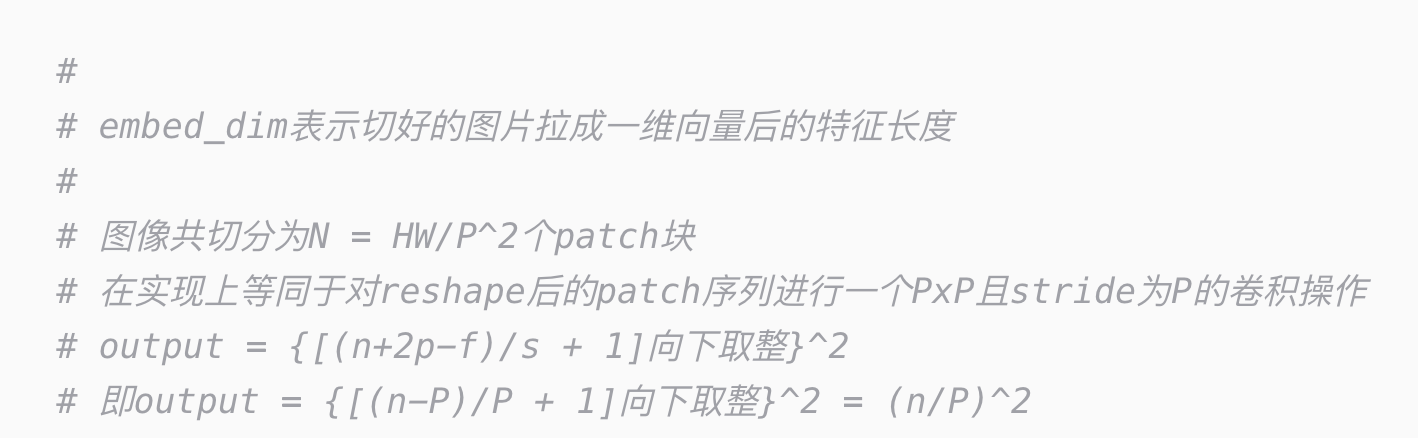 #
# embed_dim表示切好的图片拉成一维向量后的特征长度
#
# 图像共切分为N = HW/P^2个patch块
# 在实现上等同于对reshape后的patch序列进行一个PxP且stride为P的卷积操作
# output = {[(n+2p-f)/s + 1]向下取整}^2
# 即output = {[(n-P)/P + 1]向下取整}^2 = (n/P)^2